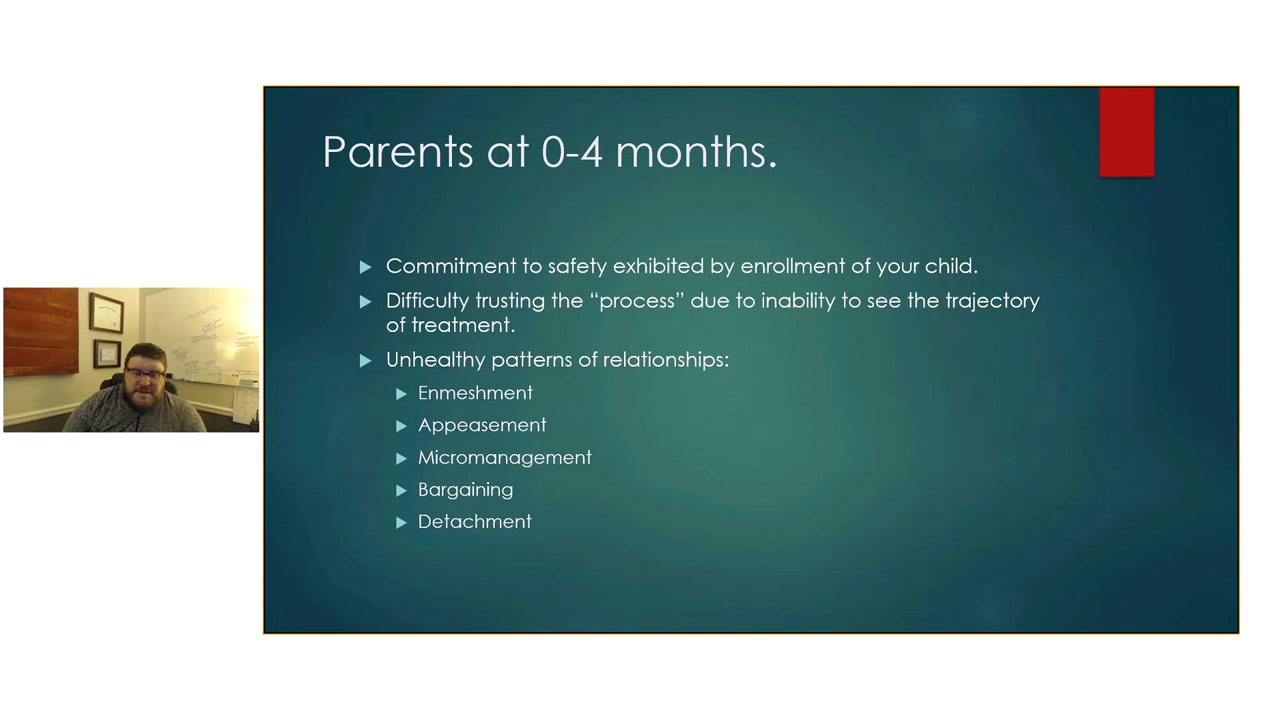 Parents at 0-4 months.
Commitment to safety exhibited by enrollment of your child.
Difficulty trusting the “process” due to inability to see the trajectory
of treatment.
Unhealthy patterns of relationships:
Enmeshment
Appeasement
Micromanagement
Bargaining
Detachment